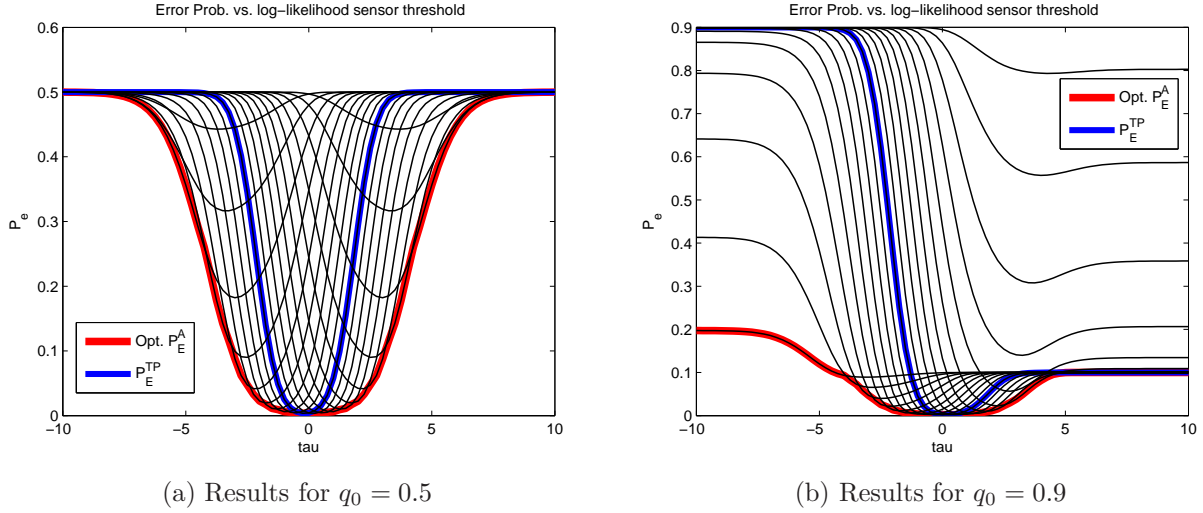 Error Prob. vs. log−likelihood sensor threshold
0.6
0.5
0.4
0.3
0.2
0.1
0
P_e
−10
−5
0
5
10
tau
Opt. P_E^A
P_E^TP
(a) Results for q_0 = 0.5
Error Prob. vs. log−likelihood sensor threshold
0.9
0.8
0.7
0.6
0.5
0.4
0.3
0.2
0.1
0
P_e
−10
−5
0
5
10
tau
Opt. P_E^A
P_E^TP
(b) Results for q_0 = 0.9